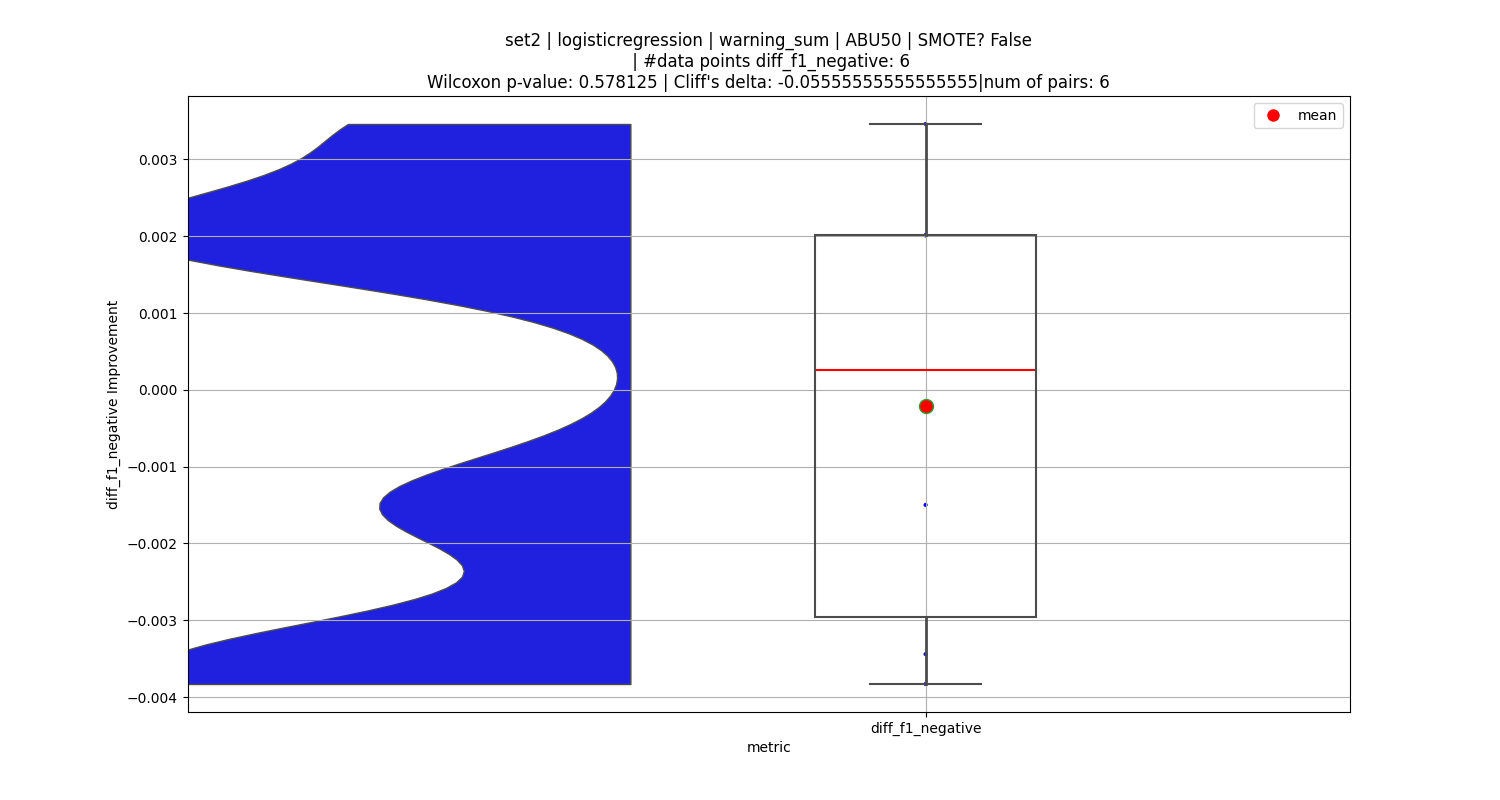 set2 | logisticregression | warning_sum | ABU50 | SMOTE? False
| #data points diff_f1_negative: 6
Wilcoxon p-value: 0.578125 | Cliff's delta: -0.05555555555555555|num of pairs: 6
mean
0.003
0.002
0.001
0.000
−0.001
−0.002
−0.003
−0.004
diff_f1_negative Improvement
diff_f1_negative
metric